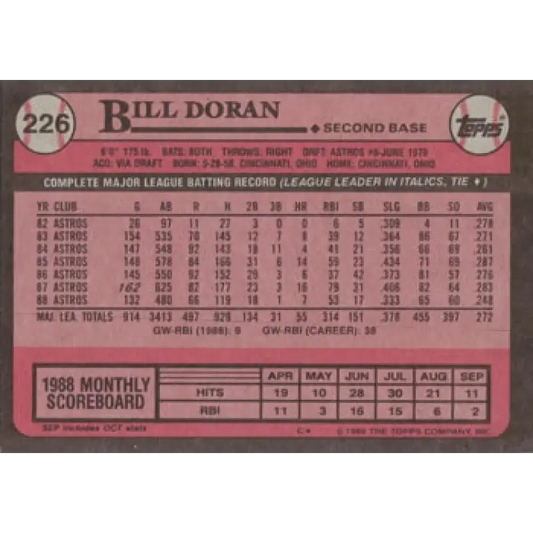 226
BILL DORAN
♦ SECOND BASE
TOPPS
6'0" 175 lb. BATS: BOTH THROWS: RIGHT DRFT: ASTROS #6-JUNE 1979
ACQ: VIA DRAFT BORN: 5-28-58, CINCINNATI, OHIO HOME: CINCINNATI, OHIO
COMPLETE MAJOR LEAGUE BATTING RECORD (LEAGUE LEADER IN ITALICS, TIE ♦)
YR CLUB G AB R H 2B 3B HR RBI SB SLG BB SO AVG
82 ASTROS 26 97 11 27 3 0 0 6 5 .309 4 11 .278
83 ASTROS 154 535 70 145 12 7 8 39 12 .364 86 67 .271
84 ASTROS 147 548 92 143 18 11 4 41 21 .356 66 69 .261
85 ASTROS 148 578 84 166 31 6 14 59 23 .434 71 69 .287
86 ASTROS 145 550 92 152 29 3 6 37 42 .373 81 57 .276
87 ASTROS 162 625 82 177 23 3 16 79 31 .406 82 64 .283
88 ASTROS 132 480 66 119 18 1 7 53 17 .333 65 60 .248
MAJ. LEA. TOTALS 914 3413 497 929 134 31 55 314 151 .378 455 397 .272
GW-RBI (1988): GW-RBI (CAREER): 38
1988 MONTHLY SCOREBOARD
APR MAY JUN JUL AUG SEP
HITS 19 10 28 30 21 11
RBI 11 3 16 15 6 2
SEP includes OCT stats
C* © 1989 THE TOPPS COMPANY, INC.